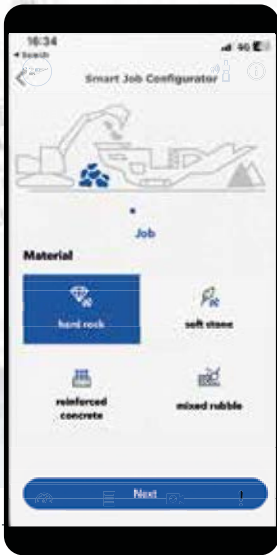 16:34
4G
Search
Smart Job Configurator
Job
Material
hard rock
soft stone
reinforced
concrete
mixed rubble
Next